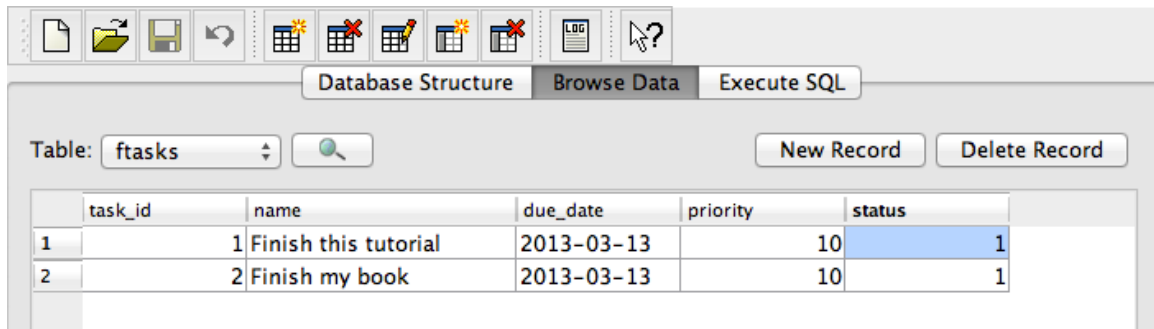 LOG
Database Structure Browse Data Execute SQL
Table: ftasks New Record Delete Record
task_id name due_date priority status
1 1 Finish this tutorial 2013-03-13 10 1
2 2 Finish my book 2013-03-13 10 1